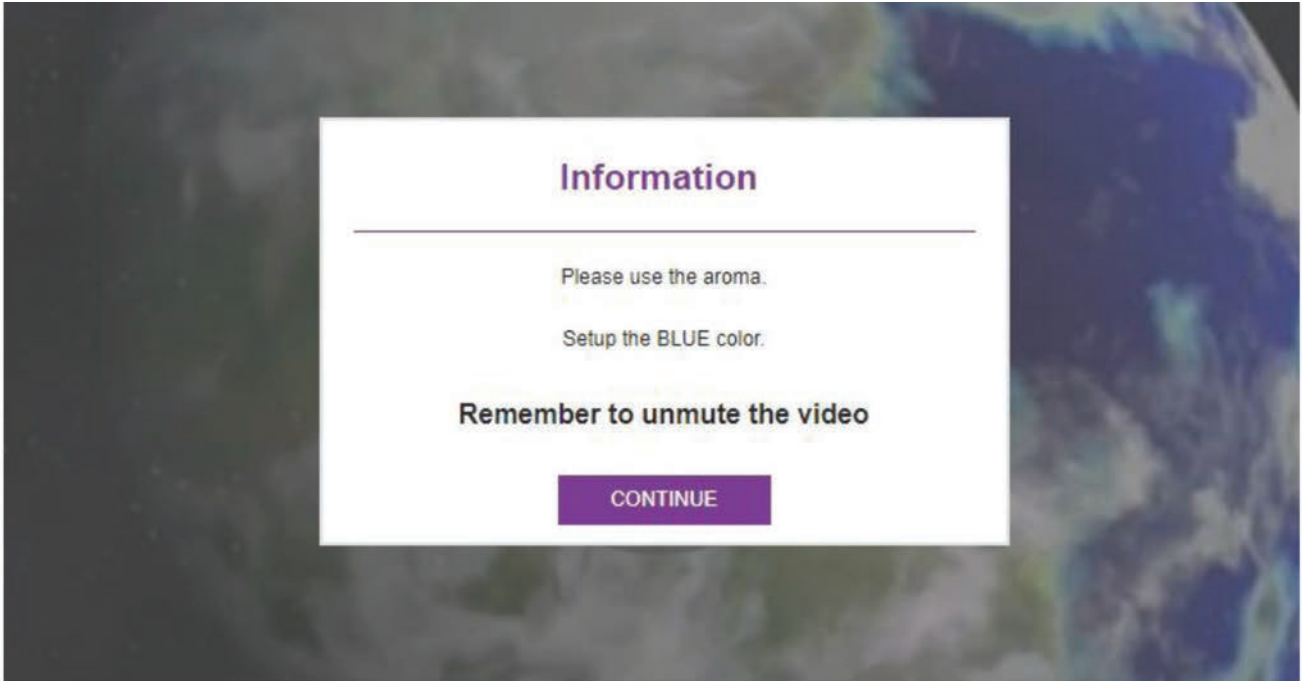 Information
Please use the aroma.
Setup the BLUE color.
Remember to unmute the video
CONTINUE